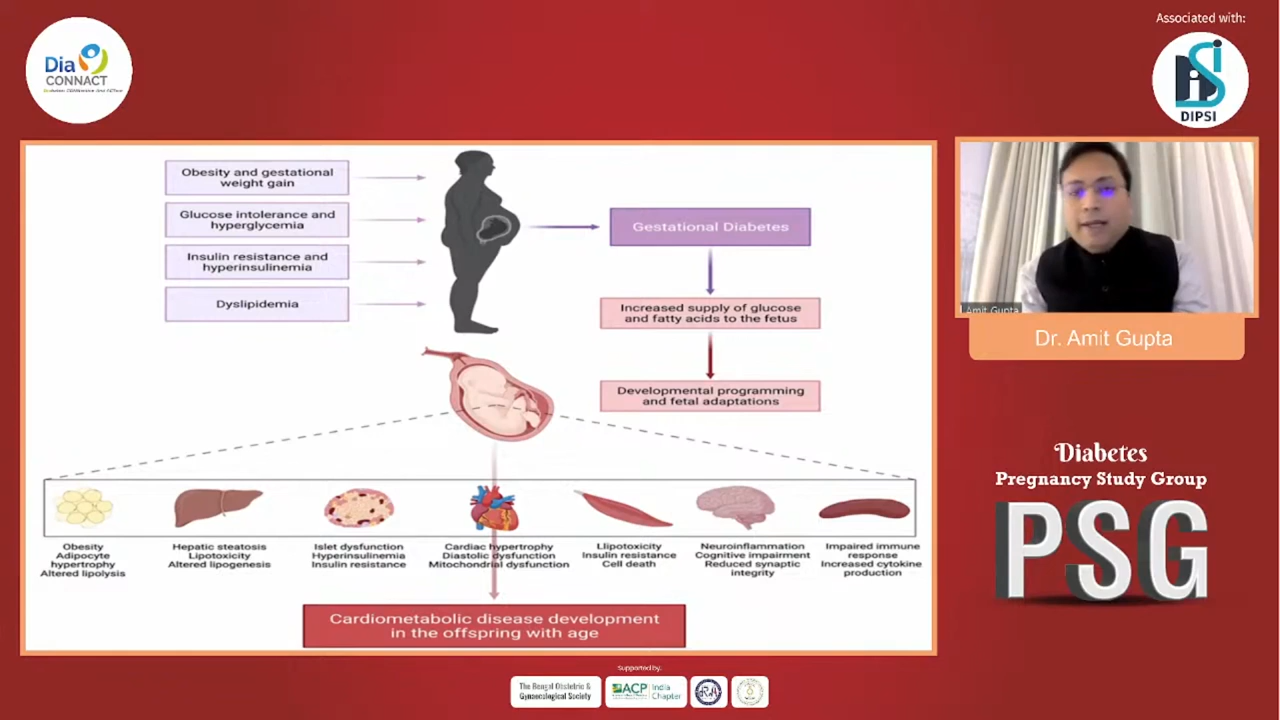 Associated with:
Dia
CONNACT
DIPSI
Obesity and gestational
weight gain
Glucose intolerance and
hyperglycemia
Insulin resistance and
hyperinsulinemia
Dyslipidemia
Gestational Diabetes
Increased supply of glucose
and fatty acids to the fetus
Developmental programming
and fetal adaptations
Obesity
Adipocyte
hypertrophy
Altered lipolysis
Hepatic steatosis
Lipotoxicity
Altered lipogenesis
Islet dysfunction
Hyperinsulinemia
Insulin resistance
Cardiac hypertrophy
Diastolic dysfunction
Mitochondrial dysfunction
Llipotoxicity
Insulin resistance
Cell death
Neuroinflammation
Cognitive impairment
Reduced synaptic
integrity
Impaired immune
response
Increased cytokine
production
Cardiometabolic disease development
in the offspring with age
Amit Gupta
Dr. Amit Gupta
Diabetes
Pregnancy Study Group
PSG
Supported by:
The Bengal Obstetric &
Gynaecological Society
ACP India
Chapter